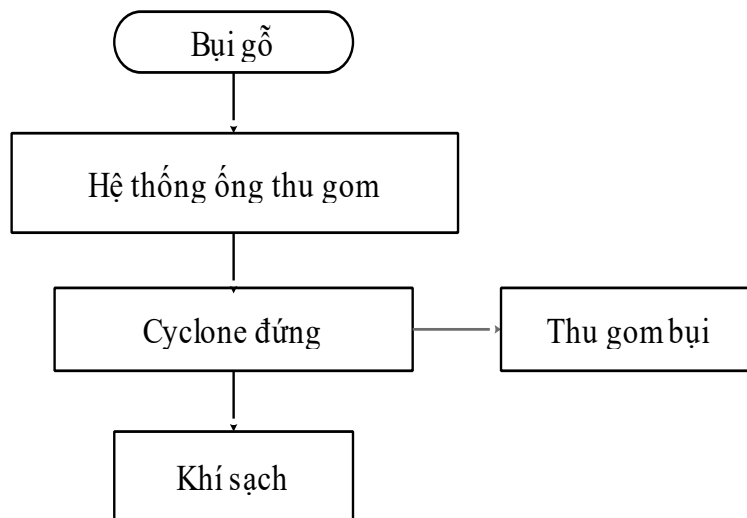 Bụi gỗ
Hệ thống ống thu gom
Cyclone đứng
Thu gom bụi
Khí sạch